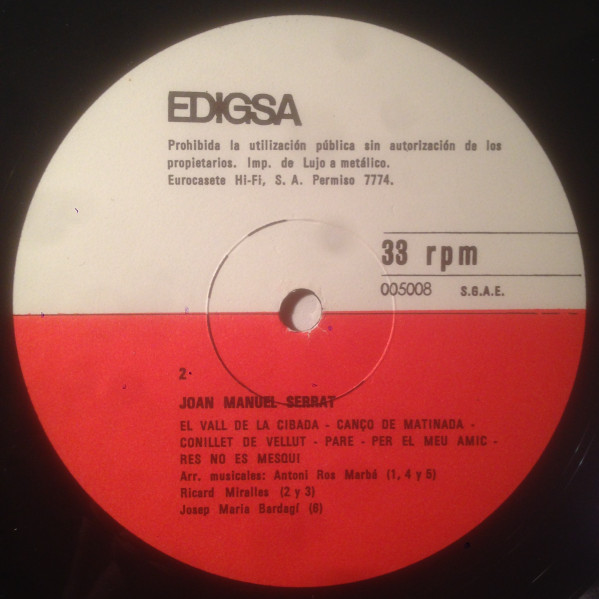 EDIGSA
Prohibida la utilización pública sin autorización de los
propietarios. Imp. de Lujo a metálico.
Eurocasete Hi-Fi, S. A. Permiso 7774.
33 rpm
005008 S.G.A.E.
2
JOAN MANUEL SERRAT
EL VALL DE LA CIBADA - CANÇO DE MATINADA -
CONILLET DE VELLUT - PARE - PER EL MEU AMIC -
RES NO ES MESQUI
Arr. musicales: Antoni Ros Marbá (1, 4 y 5)
Ricard Miralles (2 y 3)
Josep Maria Bardagí (6)